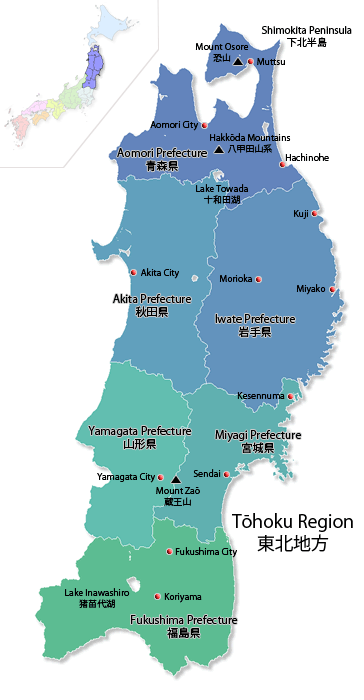 Shimokita Peninsula
下北半島
Mount Osore
恐山
Muttsu
Aomori City
Hakkōda Mountains
八甲田山系
Aomori Prefecture
青森県
Hachinohe
Lake Towada
十和田湖
Kuji
Akita City
Morioka
Miyako
Akita Prefecture
秋田県
Iwate Prefecture
岩手県
Kesennuma
Yamagata Prefecture
山形県
Miyagi Prefecture
宮城県
Yamagata City
Sendai
Mount Zaō
蔵王山
Tōhoku Region
東北地方
Fukushima City
Lake Inawashiro
猪苗代湖
Koriyama
Fukushima Prefecture
福島県